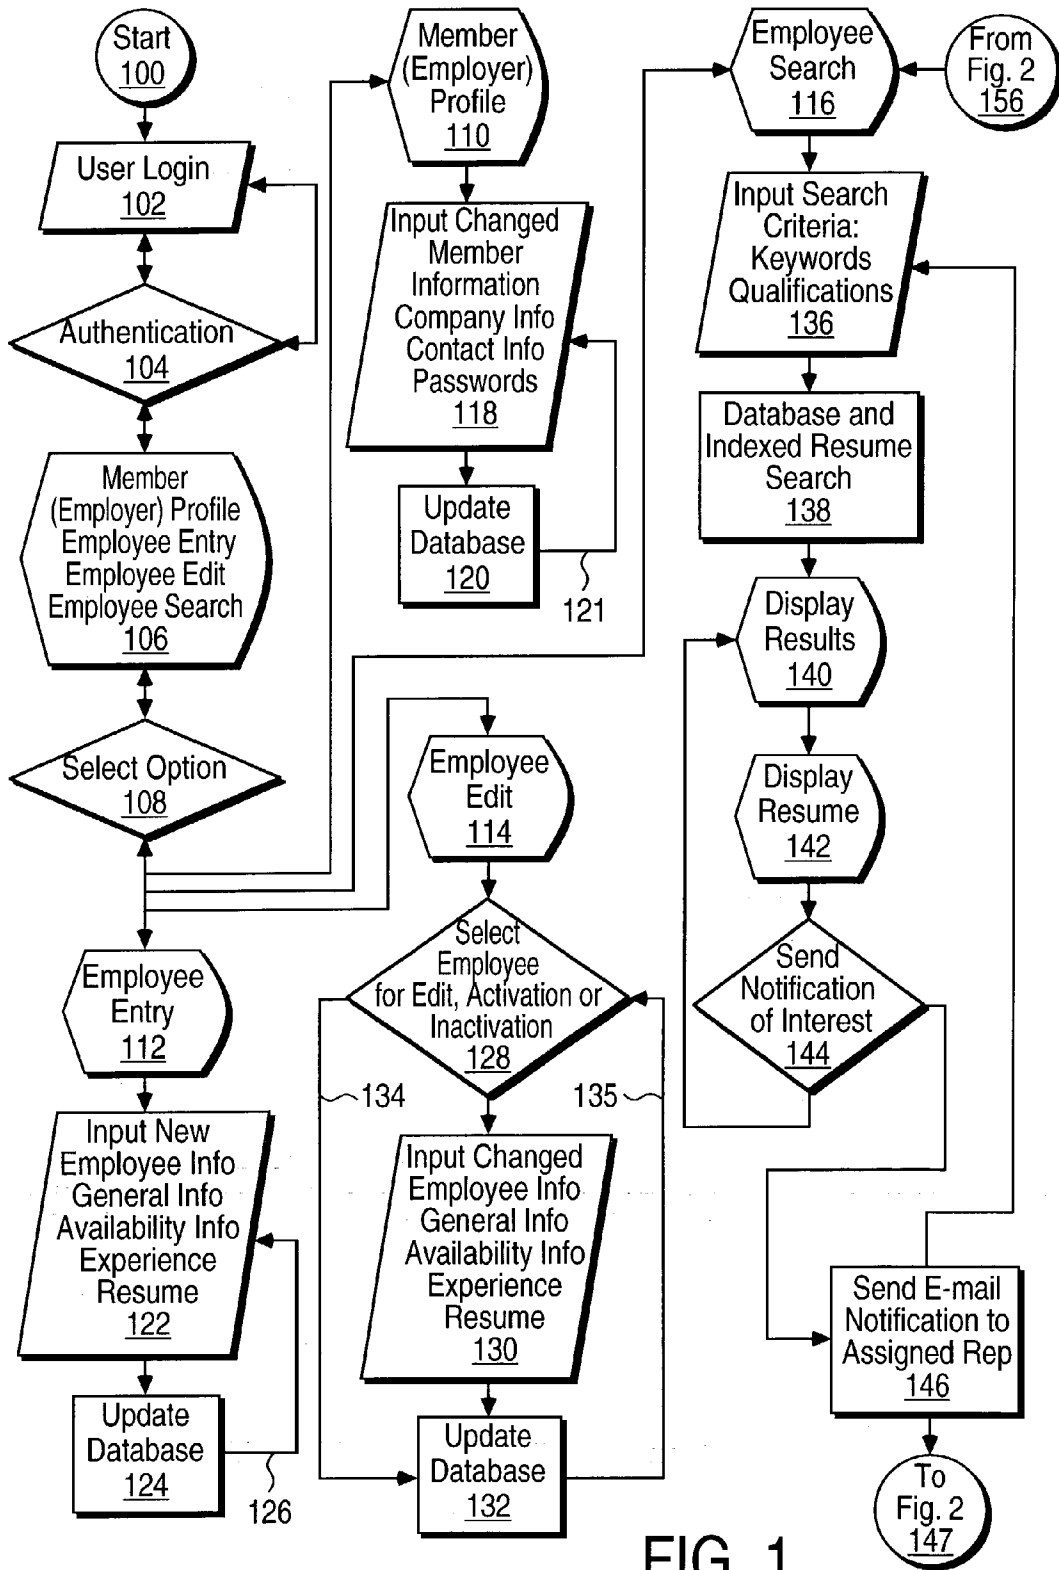 Start
100
User Login
102
Authentication
104
Member
(Employer) Profile
Employee Entry
Employee Edit
Employee Search
106
Select Option
108
Employee
Entry
112
Input New
Employee Info
General Info
Availability Info
Experience
Resume
122
Update
Database
124
126
Member
(Employer)
Profile
110
Input Changed
Member
Information
Company Info
Contact Info
Passwords
118
Update
Database
120
121
Employee
Edit
114
Select
Employee
for Edit, Activation or
Inactivation
128
134
135
Input Changed
Employee Info
General Info
Availability Info
Experience
Resume
130
Update
Database
132
Employee
Search
116
From
Fig. 2
156
Input Search
Criteria:
Keywords
Qualifications
136
Database and
Indexed Resume
Search
138
Display
Results
140
Display
Resume
142
Send
Notification
of Interest
144
Send E-mail
Notification to
Assigned Rep
146
To
Fig. 2
147
FIG. 1